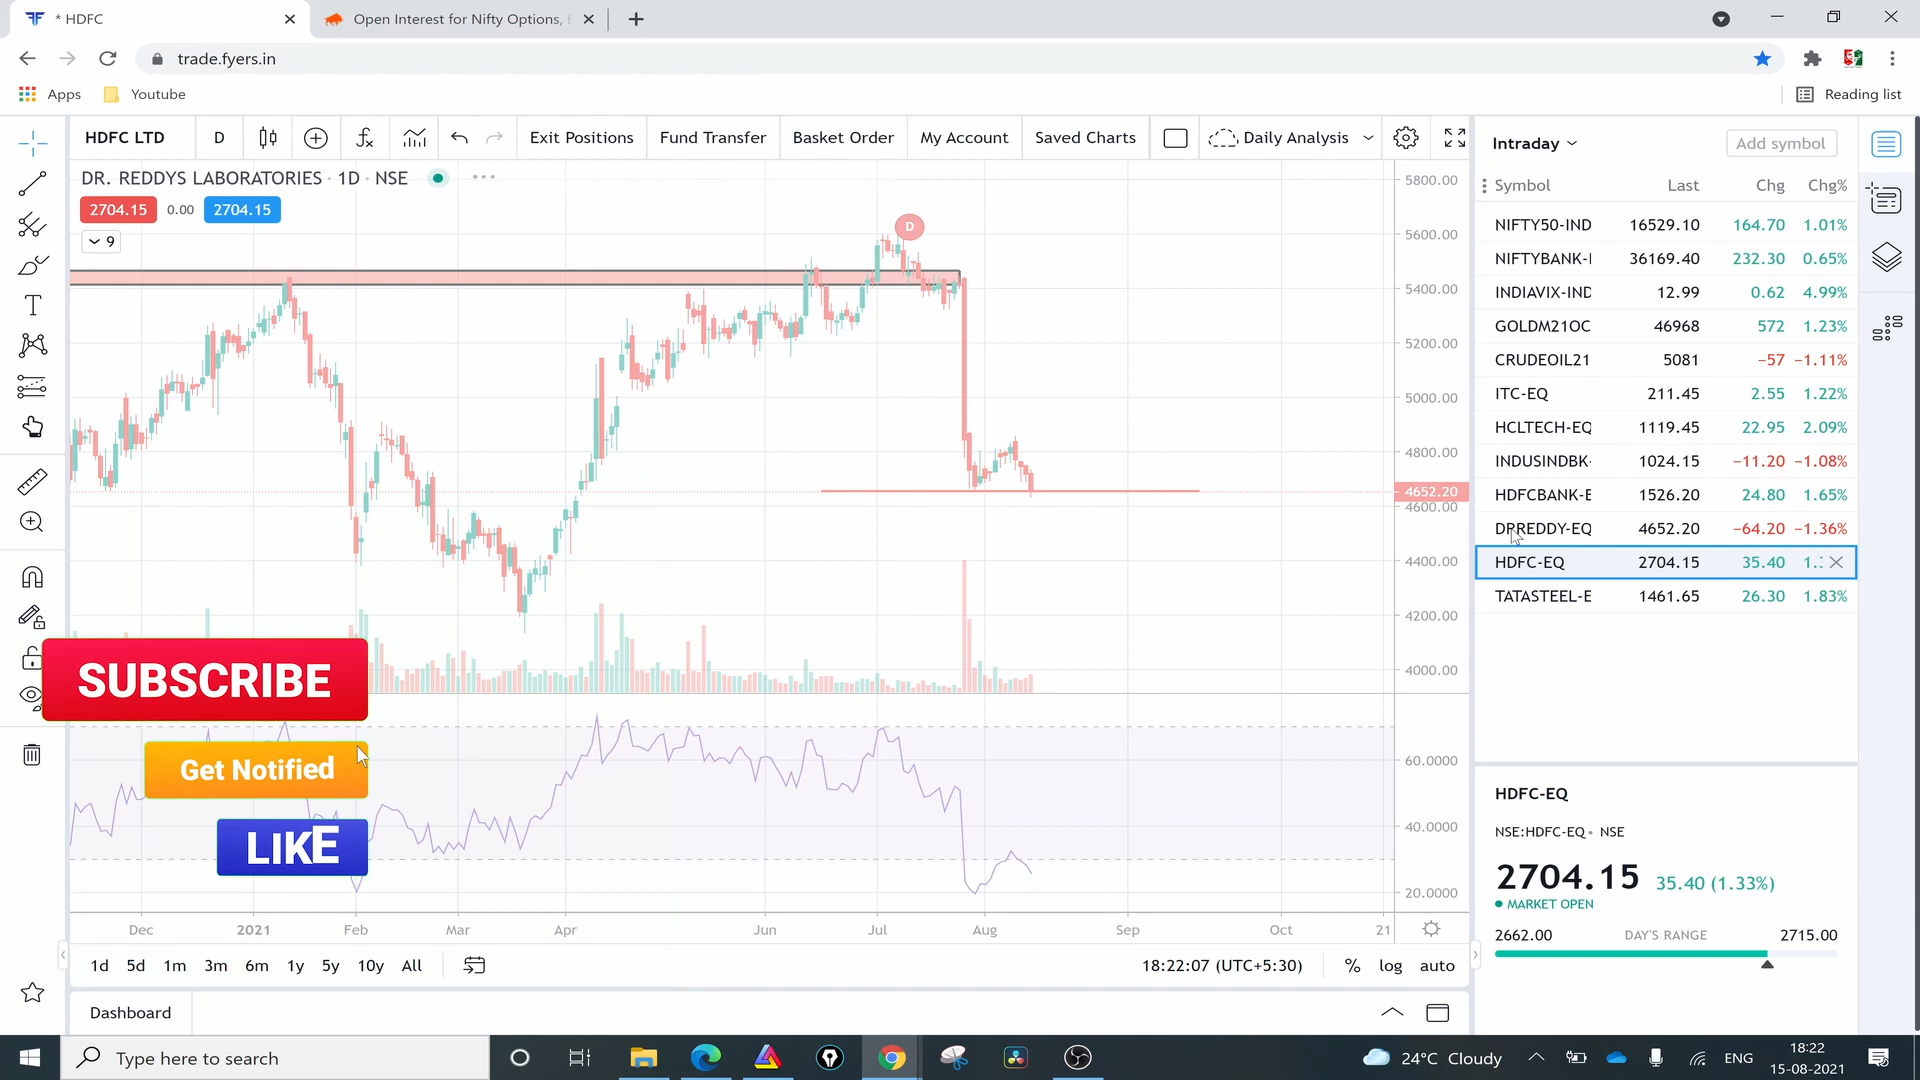 * HDFC
Open Interest for Nifty Options, E
trade.fyers.in
Apps
Youtube
Reading list
HDFC LTD
D
Exit Positions
Fund Transfer
Basket Order
My Account
Saved Charts
Daily Analysis
DR. REDDYS LABORATORIES · 1D · NSE
2704.15
0.00
2704.15
9
D
5800.00
5600.00
5400.00
5200.00
5000.00
4800.00
4652.20
4600.00
4400.00
4200.00
4000.00
60.0000
40.0000
20.0000
SUBSCRIBE
Get Notified
LIKE
Dec
2021
Feb
Mar
Apr
Jun
Jul
Aug
Sep
Oct
21
1d 5d 1m 3m 6m 1y 5y 10y All
18:22:07 (UTC+5:30)
% log auto
Dashboard
Intraday
Add symbol
Symbol Last Chg Chg%
NIFTY50-IND 16529.10 164.70 1.01%
NIFTYBANK-I 36169.40 232.30 0.65%
INDIAVIX-IND 12.99 0.62 4.99%
GOLDM21OC 46968 572 1.23%
CRUDEOIL21 5081 −57 −1.11%
ITC-EQ 211.45 2.55 1.22%
HCLTECH-EQ 1119.45 22.95 2.09%
INDUSINDBK- 1024.15 −11.20 −1.08%
HDFCBANK-E 1526.20 24.80 1.65%
DRREDDY-EQ 4652.20 −64.20 −1.36%
HDFC-EQ 2704.15 35.40 1.
TATASTEEL-E 1461.65 26.30 1.83%
HDFC-EQ
NSE:HDFC-EQ • NSE
2704.15 35.40 (1.33%)
MARKET OPEN
2662.00 DAY'S RANGE 2715.00
Type here to search
24°C Cloudy
ENG
18:22
15-08-2021